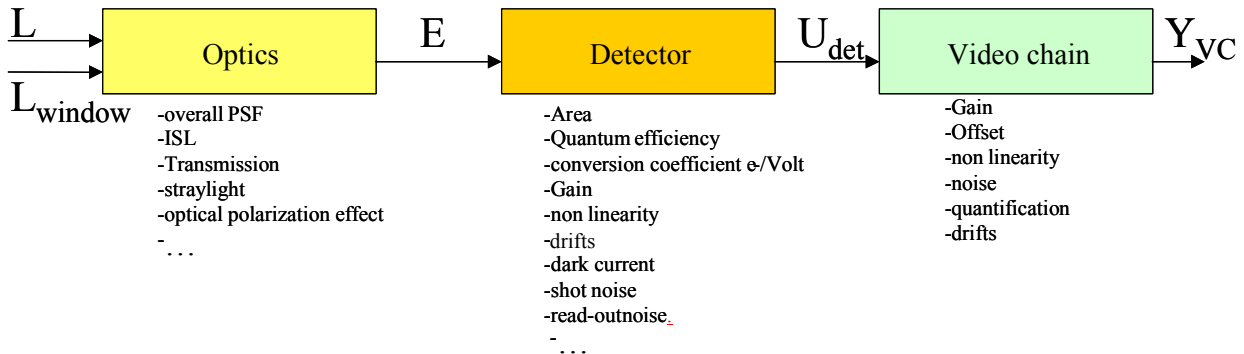 L
L window
Optics
E
Detector
U det
Video chain
Y VC
-overall PSF
-ISL
-Transmission
-straylight
-optical polarization effect
-...
-Area
-Quantum efficiency
-conversion coefficient e-/Volt
-Gain
-non linearity
-drifts
-dark current
-shot noise
-read-outnoise.
-...
-Gain
-Offset
-non linearity
-noise
-quantification
-drifts